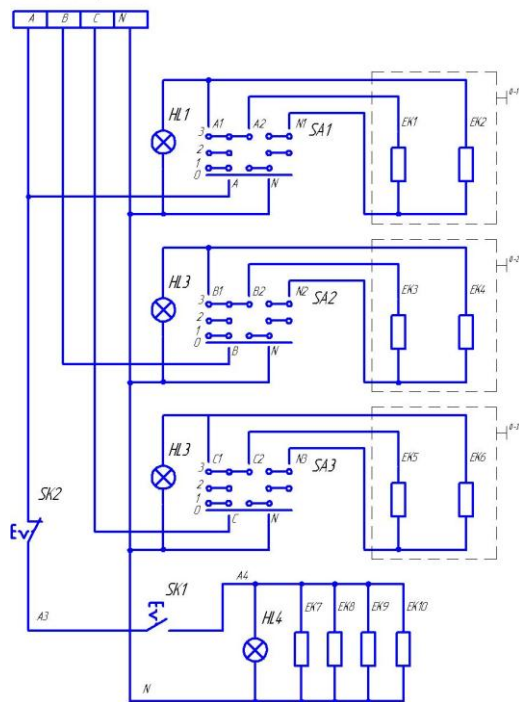 A B C N
HL1
3 A1 A2 N1 SA1
2
1
0
A N
EK1 EK2
HL3
3 B1 B2 N2 SA2
2
1
0
B N
EK3 EK4
HL3
3 C1 C2 N3 SA3
2
1
0
C N
EK5 EK6
SK2
SK1
A3
A4
HL4
EK7 EK8 EK9 EK10
N